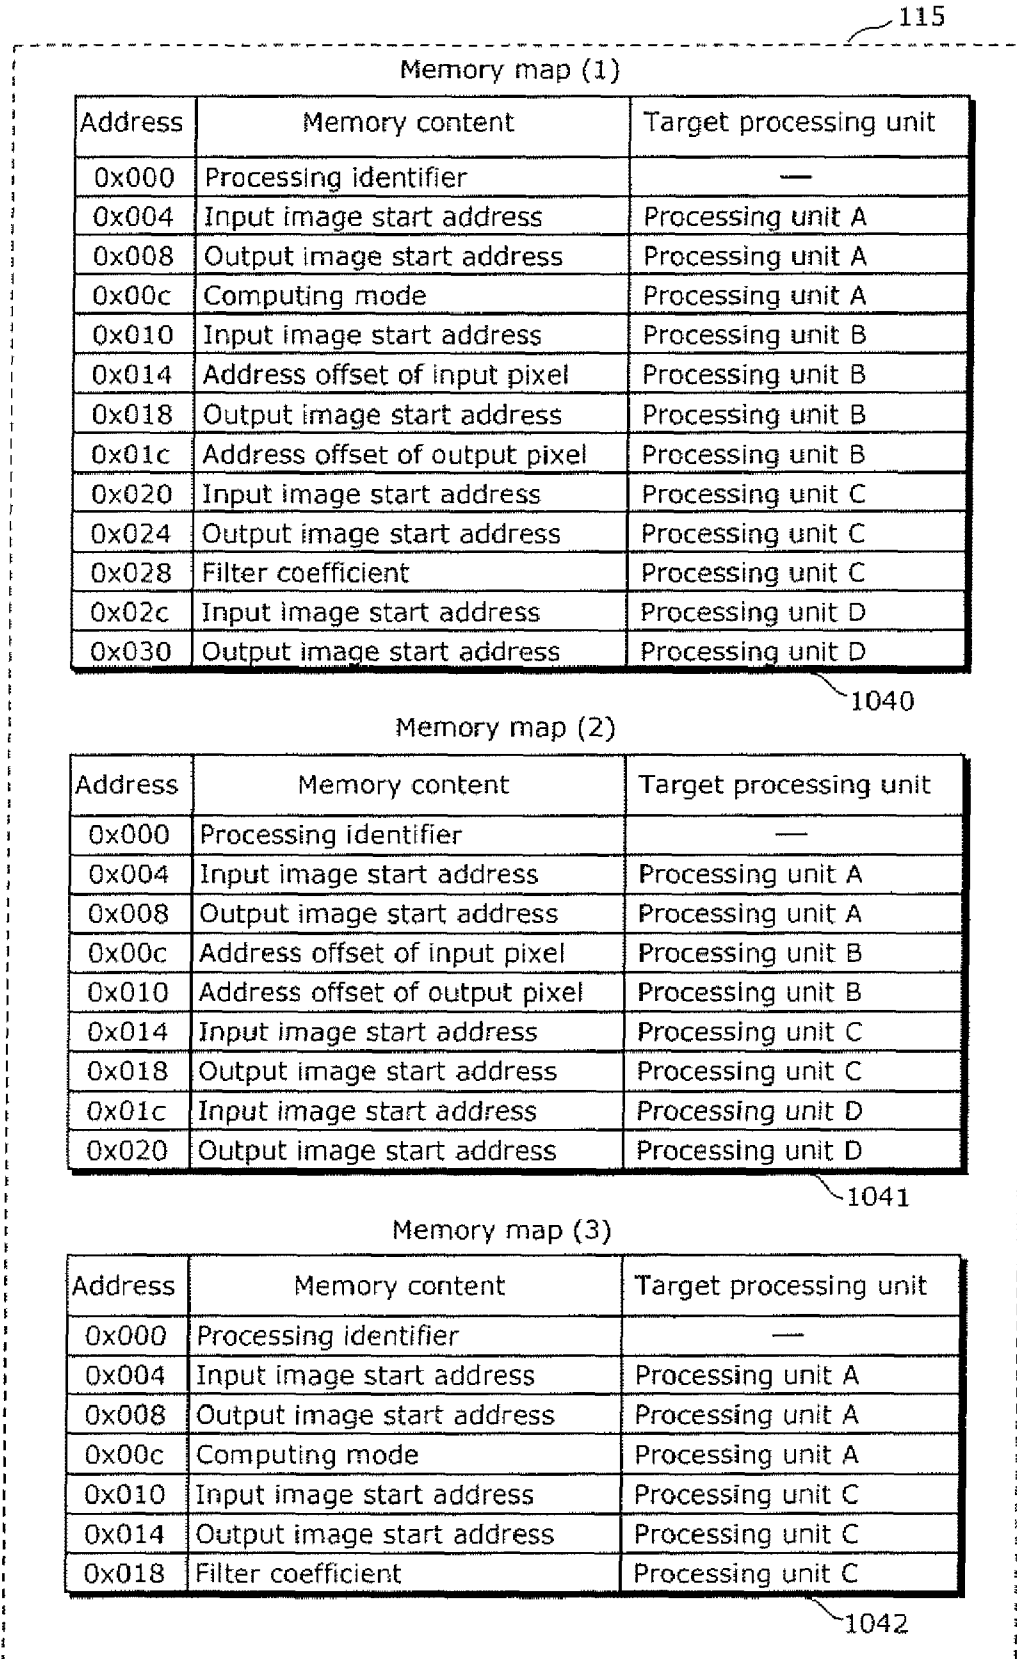 115
Memory map (1)
Address Memory content Target processing unit
0x000 Processing identifier —
0x004 Input image start address Processing unit A
0x008 Output image start address Processing unit A
0x00c Computing mode Processing unit A
0x010 Input image start address Processing unit B
0x014 Address offset of input pixel Processing unit B
0x018 Output image start address Processing unit B
0x01c Address offset of output pixel Processing unit B
0x020 Input image start address Processing unit C
0x024 Output image start address Processing unit C
0x028 Filter coefficient Processing unit C
0x02c Input image start address Processing unit D
0x030 Output image start address Processing unit D
1040
Memory map (2)
Address Memory content Target processing unit
0x000 Processing identifier —
0x004 Input image start address Processing unit A
0x008 Output image start address Processing unit A
0x00c Address offset of input pixel Processing unit B
0x010 Address offset of output pixel Processing unit B
0x014 Input image start address Processing unit C
0x018 Output image start address Processing unit C
0x01c Input image start address Processing unit D
0x020 Output image start address Processing unit D
1041
Memory map (3)
Address Memory content Target processing unit
0x000 Processing identifier —
0x004 Input image start address Processing unit A
0x008 Output image start address Processing unit A
0x00c Computing mode Processing unit A
0x010 Input image start address Processing unit C
0x014 Output image start address Processing unit C
0x018 Filter coefficient Processing unit C
1042